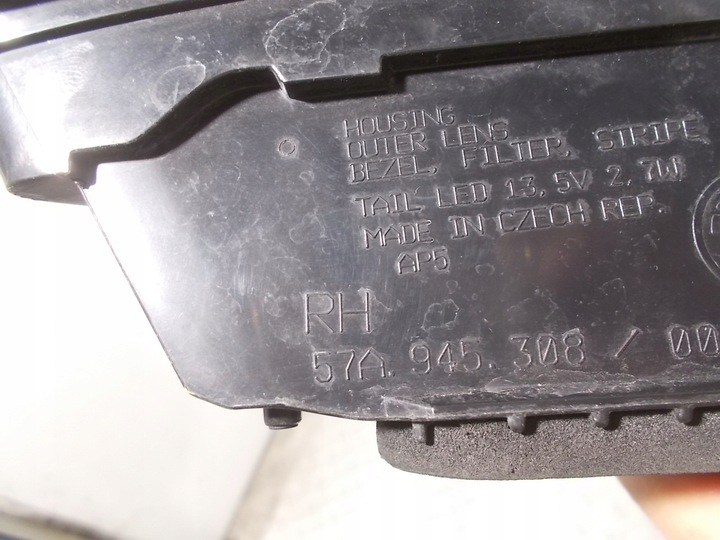 HOUSING
OUTER LENS
BEZEL, FILTER, STRIPE
TAIL LED 13,5V 2,7W
MADE IN CZECH REP.
AP5
RH
57A.945.308 / 00